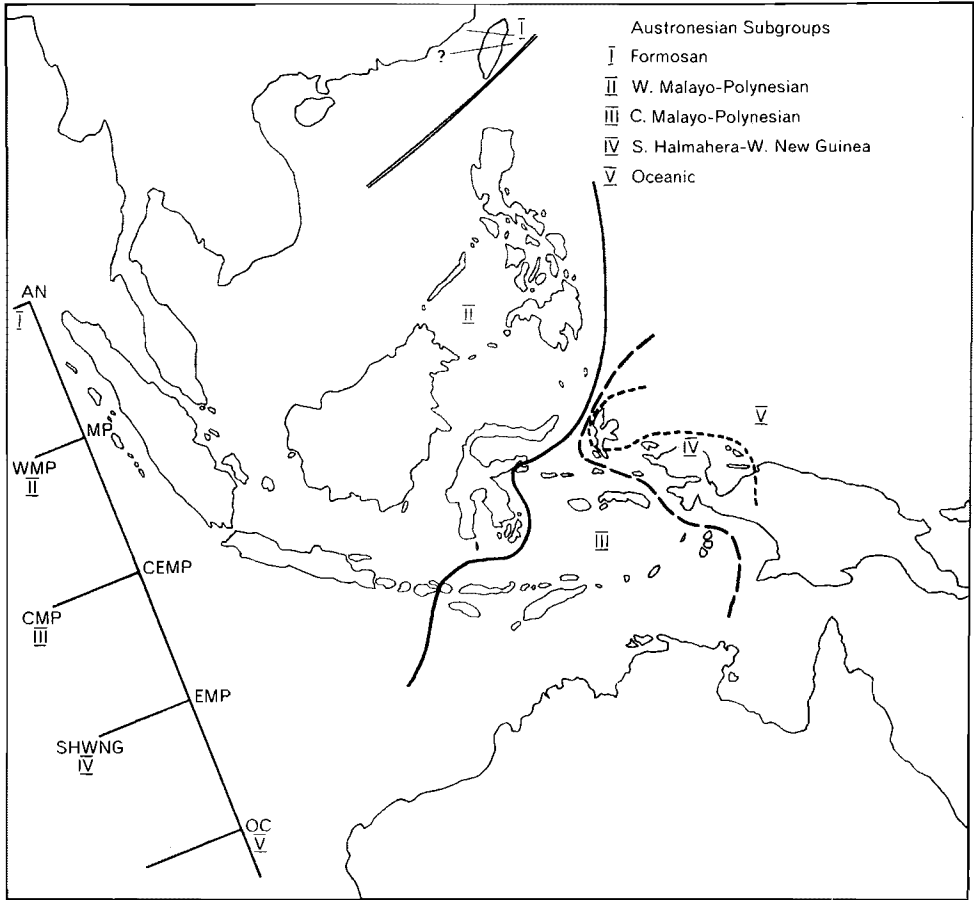 Austronesian Subgroups
I Formosan
II W. Malayo-Polynesian
III C. Malayo-Polynesian
IV S. Halmahera-W. New Guinea
V Oceanic
I
?
II
V
IV
III
AN
I
MP
WMP
II
CEMP
CMP
III
EMP
SHWNG
IV
OC
V